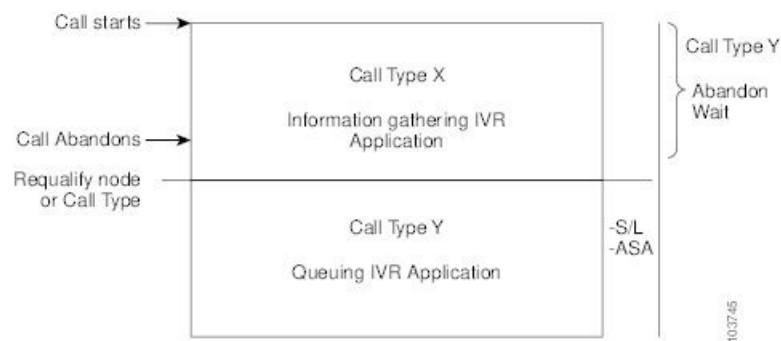 Call starts
Call Type X
Information gathering IVR
Application
Call Abandons
Requalify node
or Call Type
Call Type Y
Queuing IVR Application
-S/L
-ASA
Call Type Y
Abandon
Wait
103745